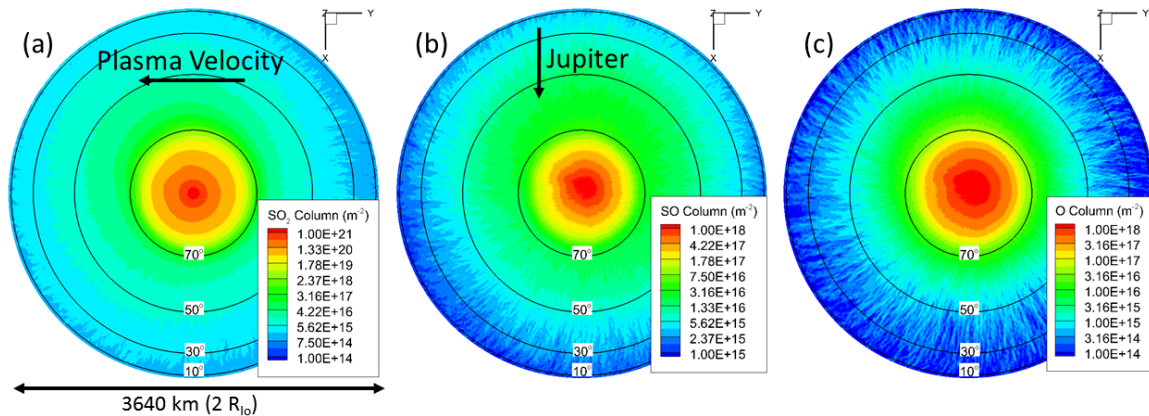 (a)
Plasma Velocity
Z Y
X
70°
50°
30°
10°
SO₂ Column (m⁻²)
1.00E+21
1.33E+20
1.78E+19
2.37E+18
3.16E+17
4.22E+16
5.62E+15
7.50E+14
1.00E+14
3640 km (2 R_Io)
(b)
Jupiter
Z Y
X
70°
50°
30°
10°
SO Column (m⁻²)
1.00E+18
4.22E+17
1.78E+17
7.50E+16
3.16E+16
1.33E+16
5.62E+15
2.37E+15
1.00E+15
(c)
Z Y
X
70°
50°
30°
10°
O Column (m⁻²)
1.00E+18
3.16E+17
1.00E+17
3.16E+16
1.00E+16
3.16E+15
1.00E+15
3.16E+14
1.00E+14